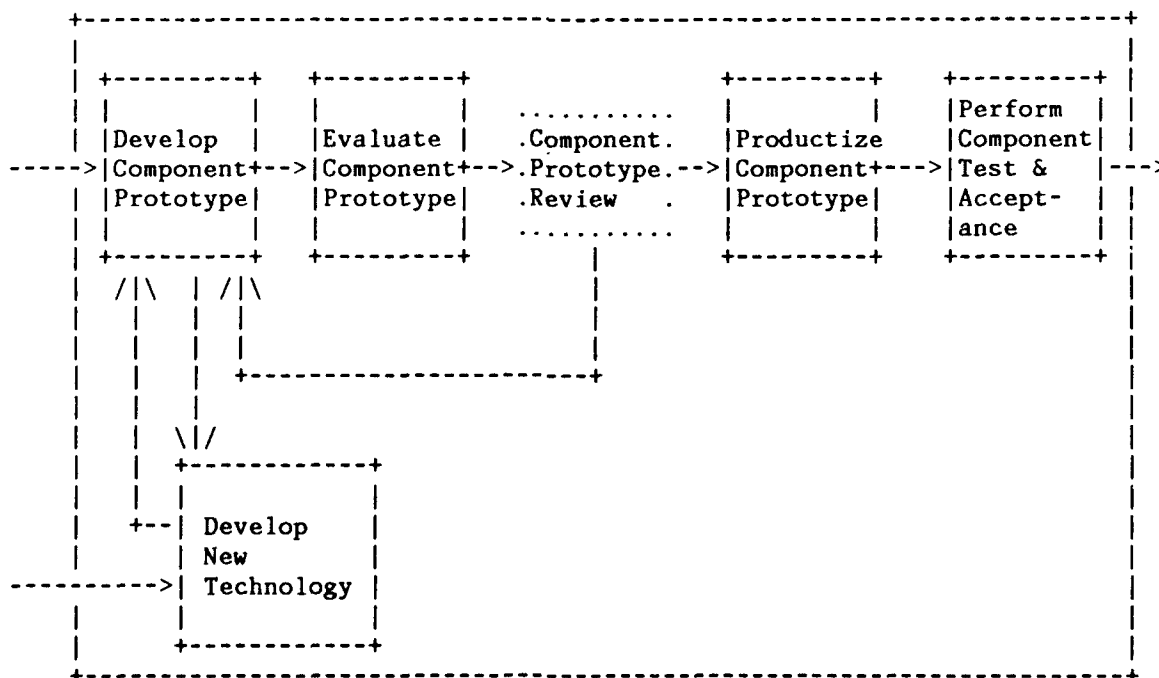 Develop
Component
Prototype
Evaluate
Component
Prototype
Component
Prototype
Review
Productize
Component
Prototype
Perform
Component
Test &
Accept-
ance
Develop
New
Technology